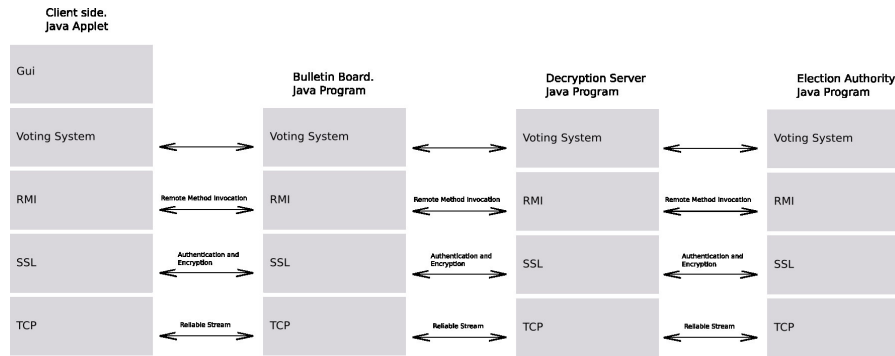 Client side.
Java Applet
Gui
Bulletin Board.
Java Program
Decryption Server
Java Program
Election Authority
Java Program
Voting System
Voting System
Voting System
Voting System
RMI
Remote Method Invocation
RMI
Remote Method Invocation
RMI
Remote Method Invocation
RMI
SSL
Authentication and
Encryption
SSL
Authentication and
Encryption
SSL
Authentication and
Encryption
SSL
TCP
Reliable Stream
TCP
Reliable Stream
TCP
Reliable Stream
TCP